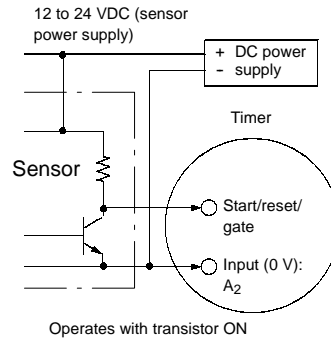 12 to 24 VDC (sensor
power supply)
+ DC power
- supply
Timer
Sensor
Start/reset/
gate
Input (0 V):
A2
Operates with transistor ON